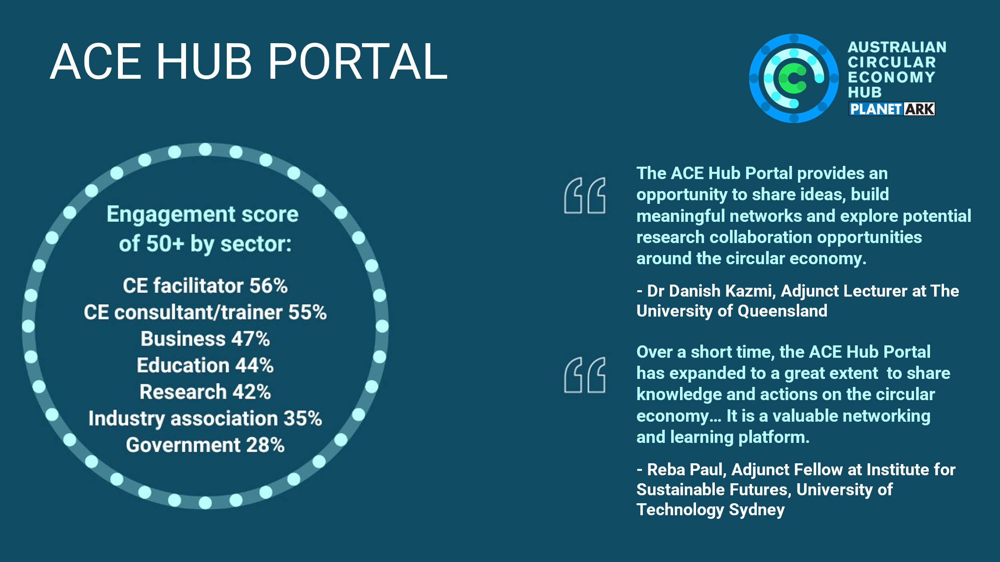 ACE HUB PORTAL
AUSTRALIAN
CIRCULAR
ECONOMY
HUB
PLANET ARK
Engagement score
of 50+ by sector:
CE facilitator 56%
CE consultant/trainer 55%
Business 47%
Education 44%
Research 42%
Industry association 35%
Government 28%
“
The ACE Hub Portal provides an
opportunity to share ideas, build
meaningful networks and explore potential
research collaboration opportunities
around the circular economy.
- Dr Danish Kazmi, Adjunct Lecturer at The
University of Queensland
“
Over a short time, the ACE Hub Portal
has expanded to a great extent  to share
knowledge and actions on the circular
economy... It is a valuable networking
and learning platform.
- Reba Paul, Adjunct Fellow at Institute for
Sustainable Futures, University of
Technology Sydney